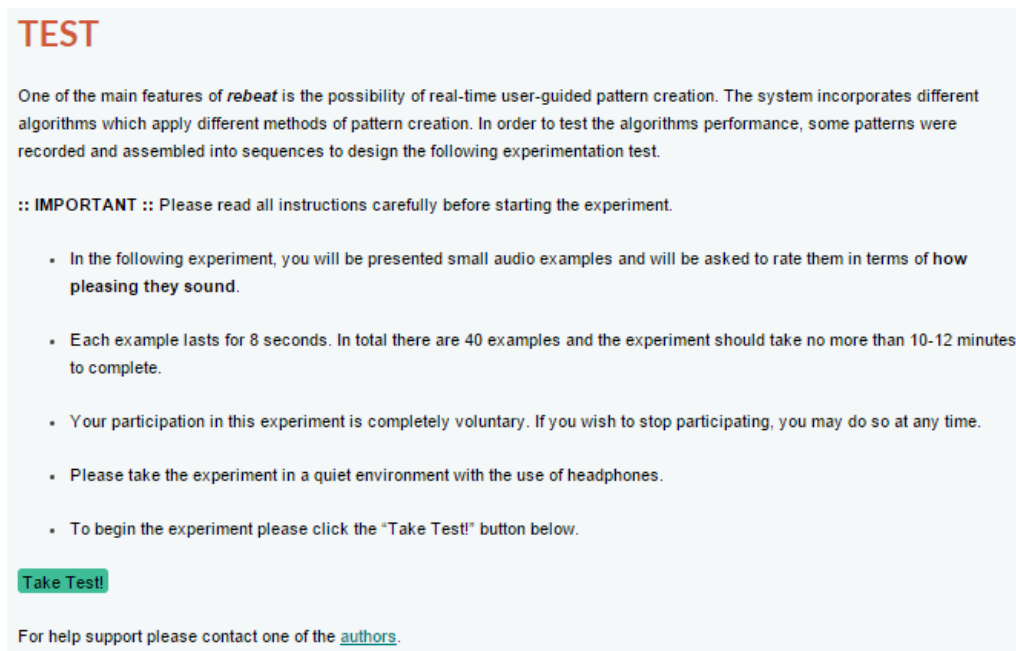 TEST
One of the main features of rebeat is the possibility of real-time user-guided pattern creation. The system incorporates different
algorithms which apply different methods of pattern creation. In order to test the algorithms performance, some patterns were
recorded and assembled into sequences to design the following experimentation test.
:: IMPORTANT :: Please read all instructions carefully before starting the experiment.
• In the following experiment, you will be presented small audio examples and will be asked to rate them in terms of how
pleasing they sound.
• Each example lasts for 8 seconds. In total there are 40 examples and the experiment should take no more than 10-12 minutes
to complete.
• Your participation in this experiment is completely voluntary. If you wish to stop participating, you may do so at any time.
• Please take the experiment in a quiet environment with the use of headphones.
• To begin the experiment please click the “Take Test!” button below.
Take Test!
For help support please contact one of the authors.